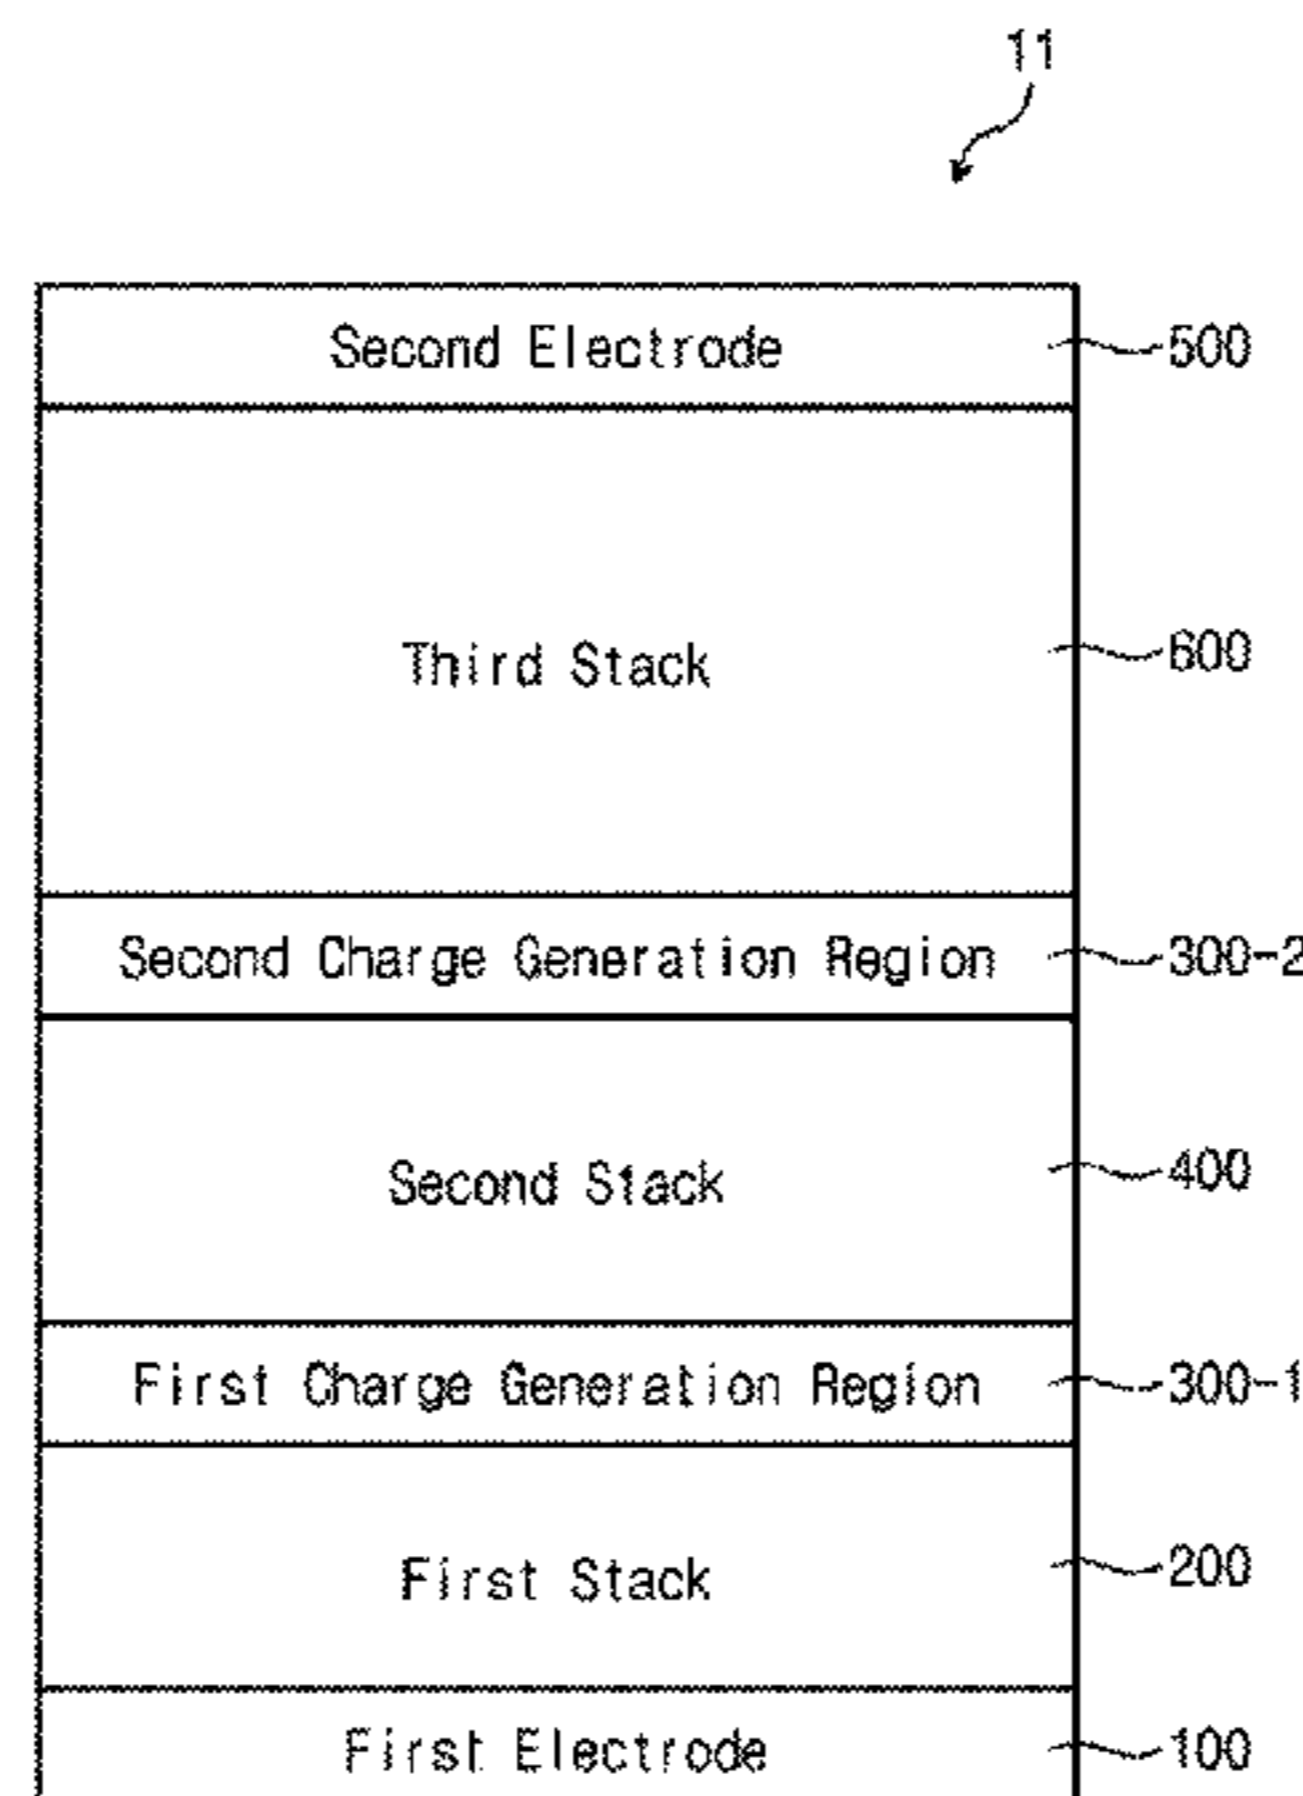 11
Second Electrode 500
Third Stack 600
Second Charge Generation Region 300-2
Second Stack 400
First Charge Generation Region 300-1
First Stack 200
First Electrode 100